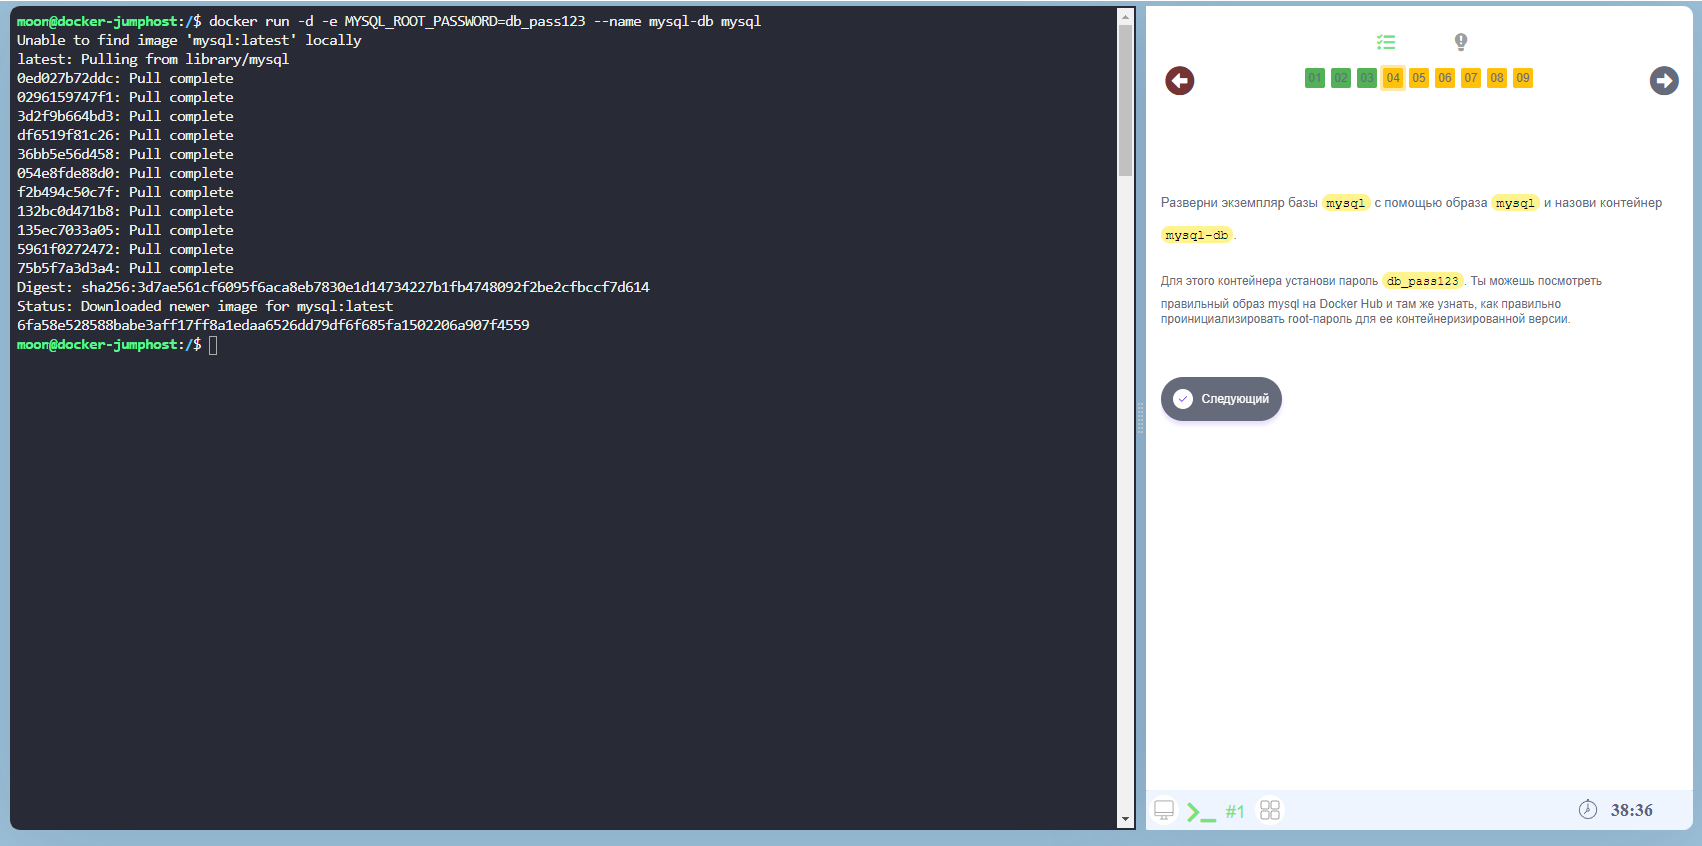 moon@docker-jumphost:/$ docker run -d -e MYSQL_ROOT_PASSWORD=db_pass123 --name mysql-db mysql
Unable to find image 'mysql:latest' locally
latest: Pulling from library/mysql
0ed027b72ddc: Pull complete
0296159747f1: Pull complete
3d2f9b664bd3: Pull complete
df6519f81c26: Pull complete
36bb5e56d458: Pull complete
054e8fde88d0: Pull complete
f2b494c50c7f: Pull complete
132bc0d471b8: Pull complete
135ec7033a05: Pull complete
5961f0272472: Pull complete
75b5f7a3d3a4: Pull complete
Digest: sha256:3d7ae561cf6095f6aca8eb7830e1d14734227b1fb4748092f2be2cfbccf7d614
Status: Downloaded newer image for mysql:latest
6fa58e528588babe3aff17ff8a1edaa6526dd79df6f685fa1502206a907f4559
moon@docker-jumphost:/$
01 02 03 04 05 06 07 08 09
Разверни экземпляр базы mysql с помощью образа mysql и назови контейнер
mysql-db.
Для этого контейнера установи пароль db_pass123. Ты можешь посмотреть
правильный образ mysql на Docker Hub и там же узнать, как правильно
проинициализировать root-пароль для ее контейнеризированной версии.
Следующий
#1
38:36